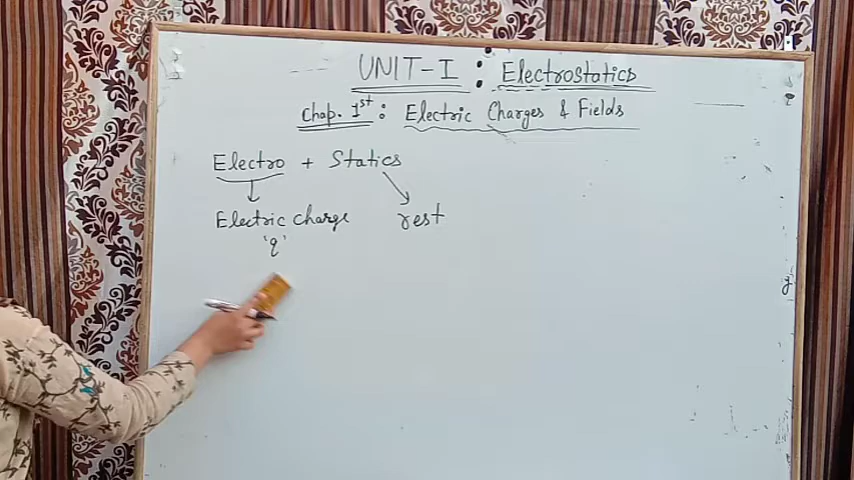 UNIT-I : Electrostatics
Chap. 1st : Electric Charges & Fields
Electro + Statics
Electric charge rest
'q'